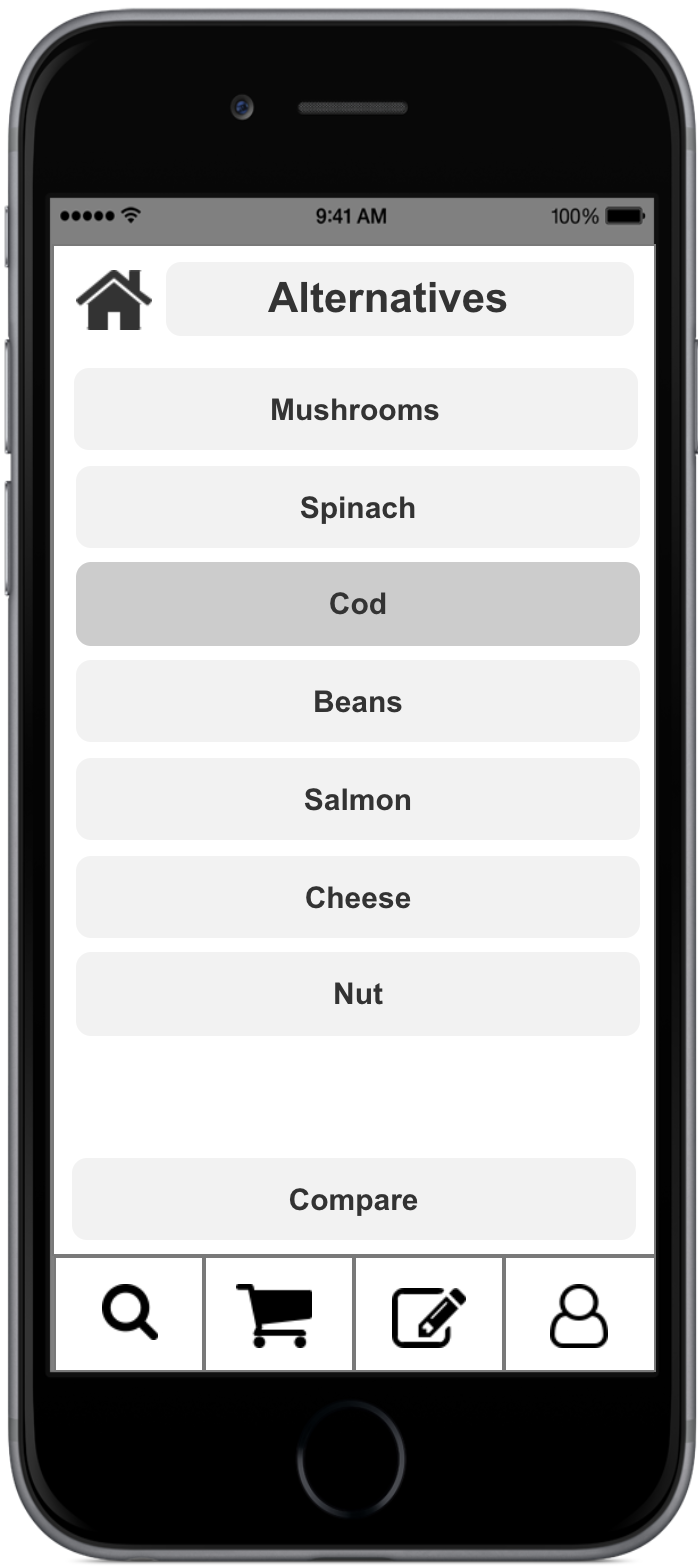 9:41 AM
100%
Alternatives
Mushrooms
Spinach
Cod
Beans
Salmon
Cheese
Nut
Compare